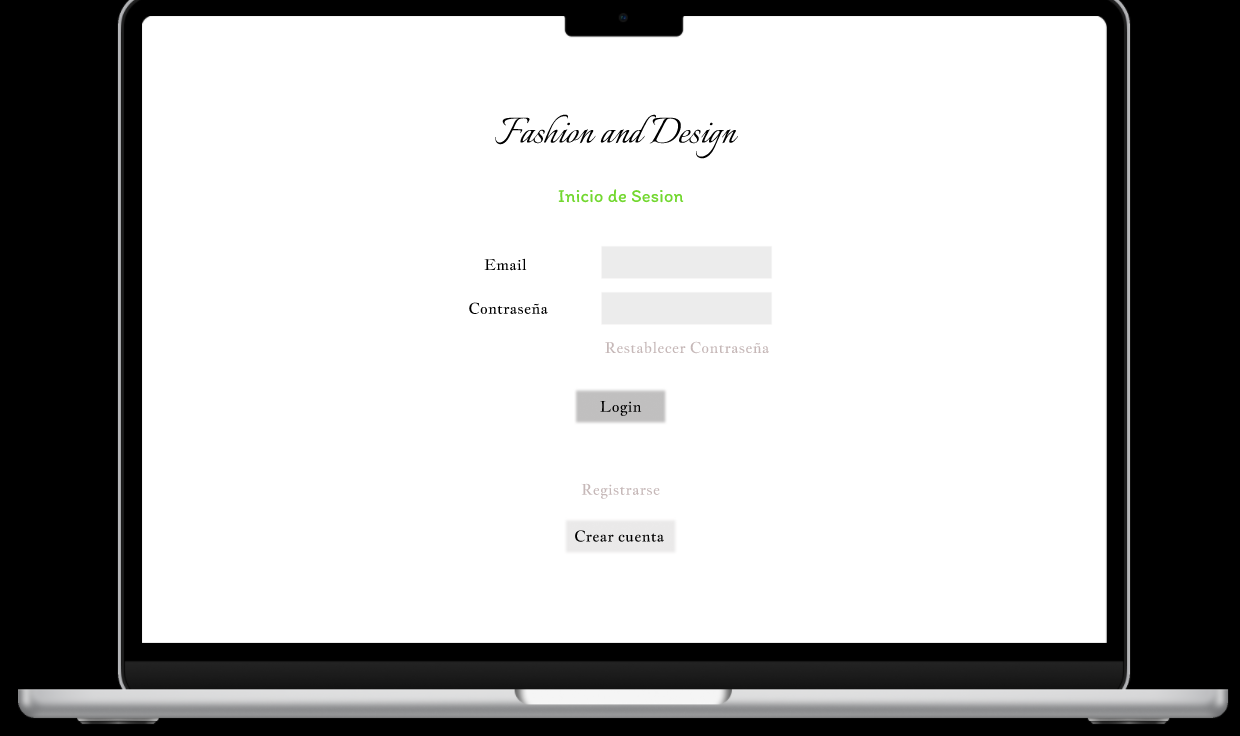 Fashion and Design
Inicio de Sesion
Email
Contraseña
Restablecer Contraseña
Login
Registrarse
Crear cuenta